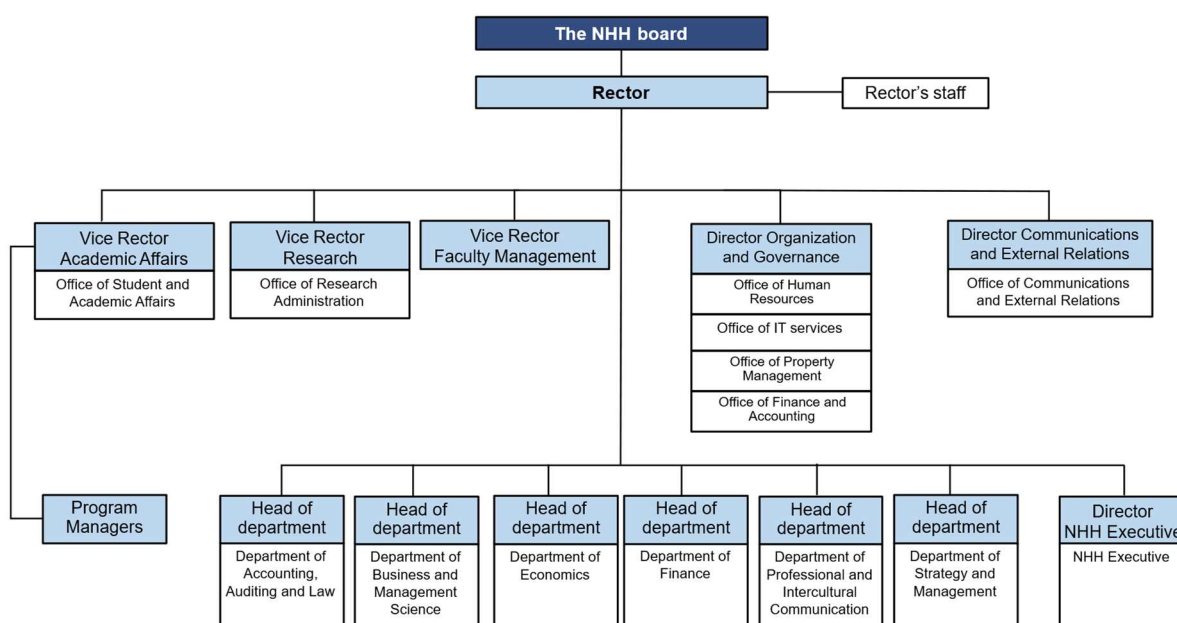 The NHH board
Rector
Rector's staff
Vice Rector
Academic Affairs
Office of Student and
Academic Affairs
Vice Rector
Research
Office of Research
Administration
Vice Rector
Faculty Management
Director Organization
and Governance
Office of Human
Resources
Office of IT services
Office of Property
Management
Office of Finance and
Accounting
Director Communications
and External Relations
Office of Communications
and External Relations
Program
Managers
Head of
department
Department of
Accounting,
Auditing and Law
Head of
department
Department of
Business and
Management
Science
Head of
department
Department of
Economics
Head of
department
Department of
Finance
Head of
department
Department of
Professional and
Intercultural
Communication
Head of
department
Department of
Strategy and
Management
Director
NHH Executive
NHH Executive